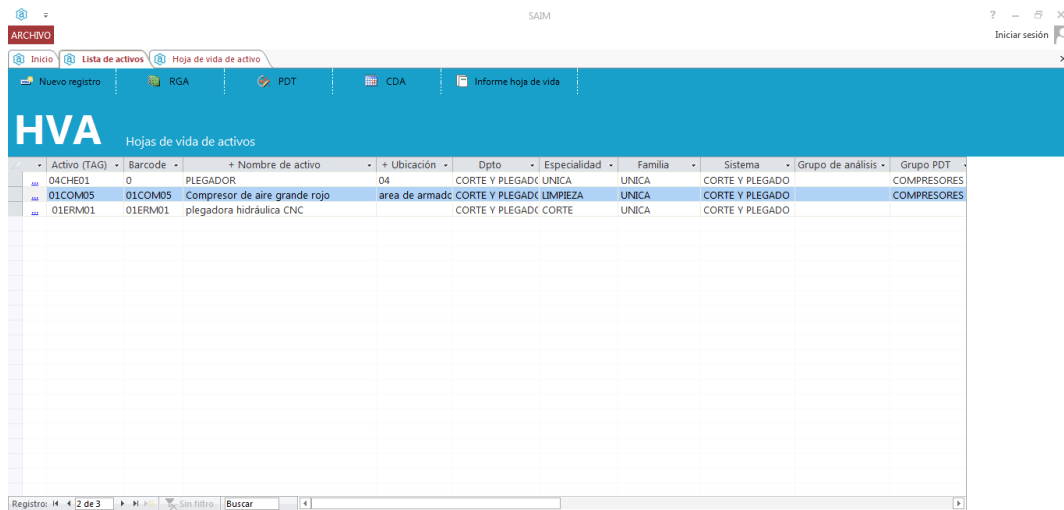 SAIM
ARCHIVO
Iniciar sesión
Inicio
Lista de activos
Hoja de vida de activo
Nuevo registro
RGA
PDT
CDA
Informe hoja de vida
HVA Hojas de vida de activos
Activo (TAG) Barcode + Nombre de activo + Ubicación Dpto Especialidad Familia Sistema Grupo de análisis Grupo PDT
... 04CHE01 0 PLEGADOR 04 CORTE Y PLEGADO UNICA UNICA CORTE Y PLEGADO COMPRESORES
... 01COM05 01COM05 Compresor de aire grande rojo area de armado CORTE Y PLEGADO LIMPIEZA UNICA CORTE Y PLEGADO COMPRESORES
... 01ERM01 01ERM01 plegadora hidráulica CNC CORTE Y PLEGADO CORTE UNICA CORTE Y PLEGADO
Registro: 2 de 3 Sin filtro Buscar